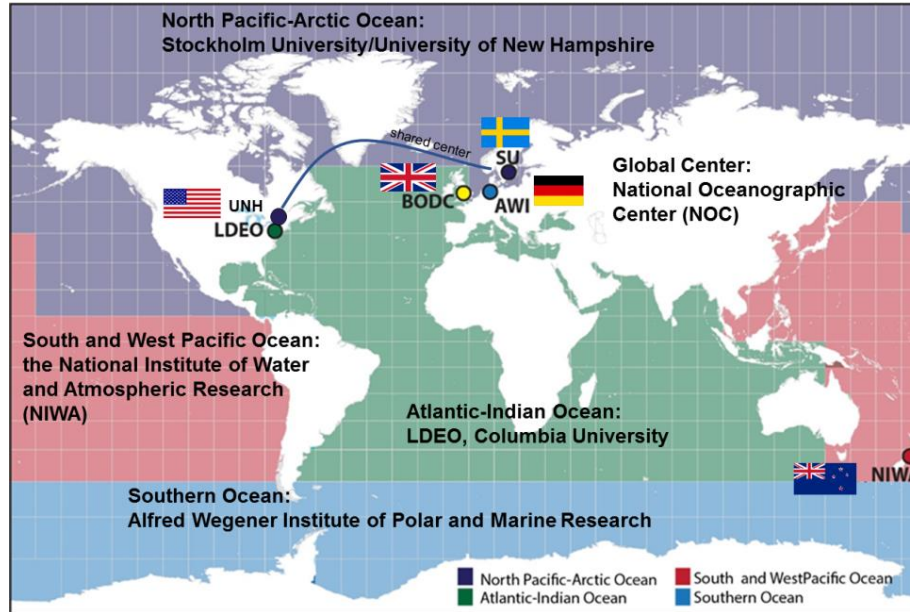 North Pacific-Arctic Ocean:
Stockholm University/University of New Hampshire
shared center
SU
Global Center:
National Oceanographic
Center (NOC)
BODC
AWI
UNH
LDEO
South and West Pacific Ocean:
the National Institute of Water
and Atmospheric Research
(NIWA)
Atlantic-Indian Ocean:
LDEO, Columbia University
NIWA
Southern Ocean:
Alfred Wegener Institute of Polar and Marine Research
North Pacific-Arctic Ocean
South and WestPacific Ocean
Atlantic-Indian Ocean
Southern Ocean